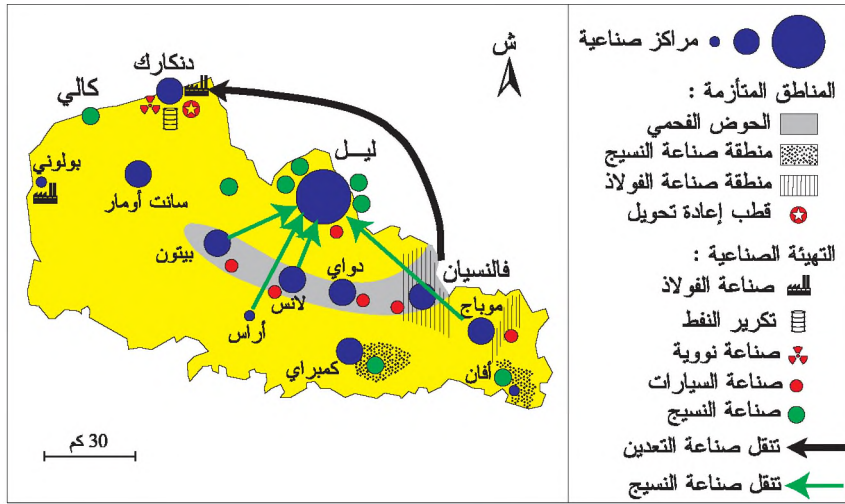 مراكز صناعية
المناطق المتأزمة :
الحوض الفحمي
منطقة صناعة النسيج
منطقة صناعة الفولاذ
قطب إعادة تحويل
التهيئة الصناعية :
صناعة الفولاذ
تكرير النفط
صناعة نووية
صناعة السيارات
صناعة النسيج
تنقل صناعة التعدين
تنقل صناعة النسيج
ش
دنكارك
كالي
ليـــل
بولوني
سانت أومار
بيتون
فالنسيان
دواي
لانس
موباج
أراس
كمبراي
أفان
30 كم